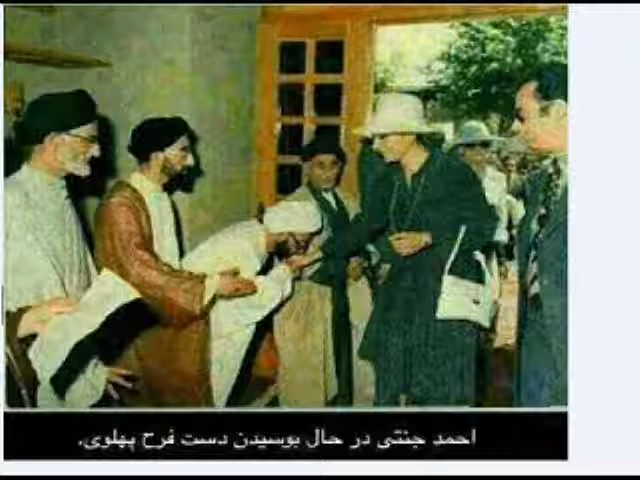 احمد جنتی در حال بوسیدن دست فرح پهلوی.